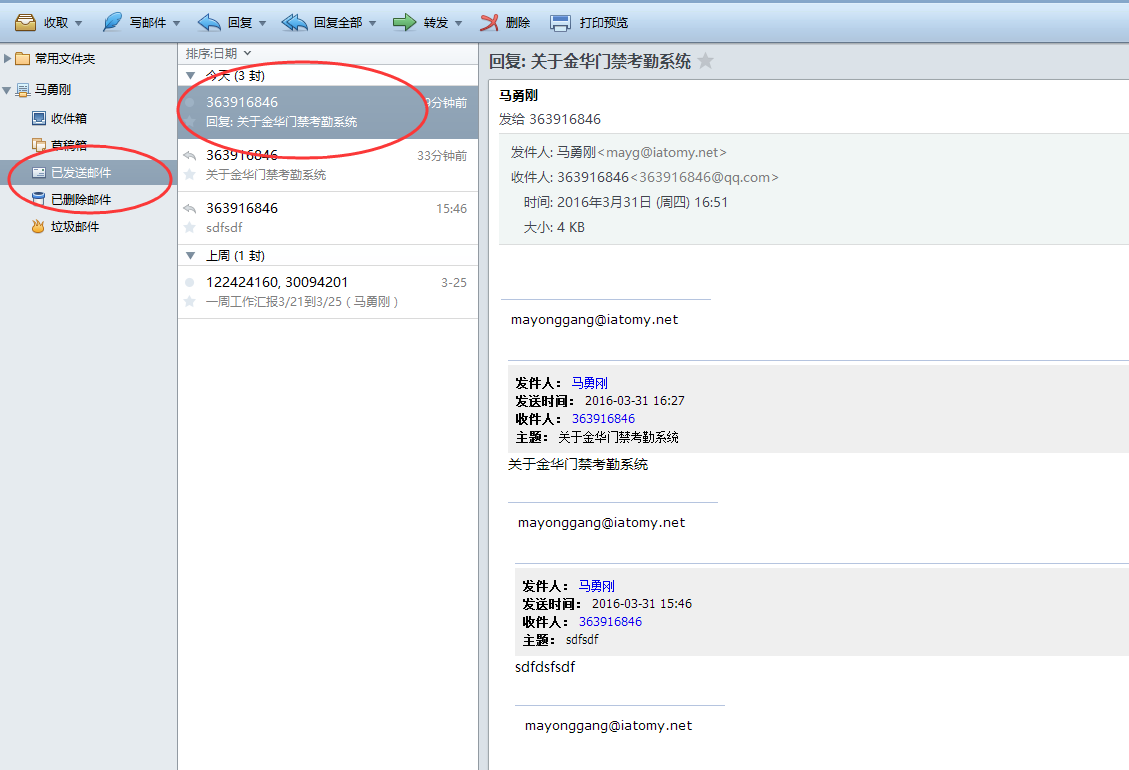 收取 写邮件 回复 回复全部 转发 删除 打印预览
常用文件夹
马勇刚
收件箱
草稿箱
已发送邮件
已删除邮件
垃圾邮件
排序:日期
今天 (3 封)
363916846 分钟前
回复: 关于金华门禁考勤系统
363916846 33分钟前
关于金华门禁考勤系统
363916846 15:46
sdfsdf
上周 (1 封)
122424160, 30094201 3-25
一周工作汇报3/21到3/25 ( 马勇刚 )
回复: 关于金华门禁考勤系统
马勇刚
发给 363916846
发件人: 马勇刚<mayg@iatomy.net>
收件人: 363916846<363916846@qq.com>
时间: 2016年3月31日 (周四) 16:51
大小: 4 KB
mayonggang@iatomy.net
发件人: 马勇刚
发送时间: 2016-03-31 16:27
收件人: 363916846
主题: 关于金华门禁考勤系统
关于金华门禁考勤系统
mayonggang@iatomy.net
发件人: 马勇刚
发送时间: 2016-03-31 15:46
收件人: 363916846
主题: sdfsdf
sdfdsfsdf
mayonggang@iatomy.net